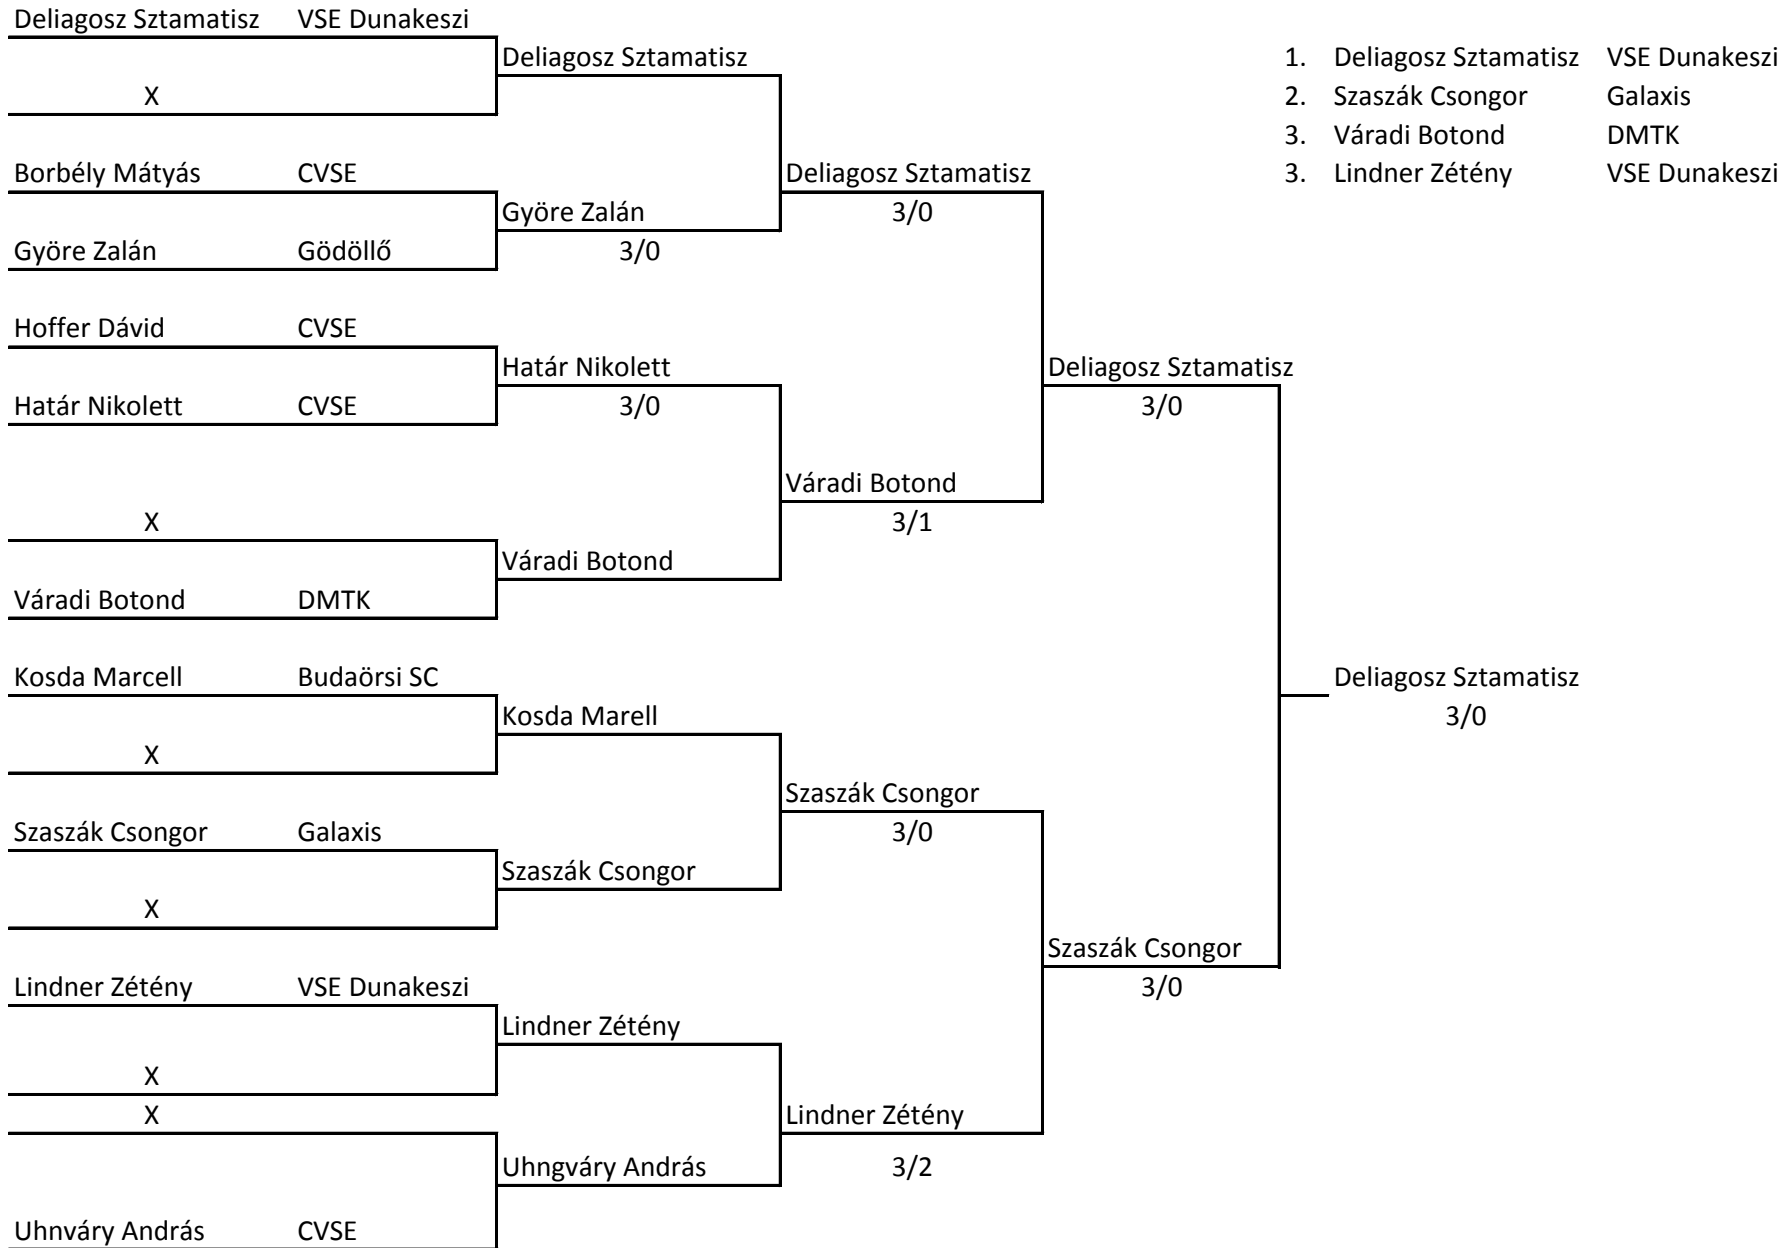 Deliagosz Sztamatisz VSE Dunakeszi
Deliagosz Sztamatisz 1. Deliagosz Sztamatisz VSE Dunakeszi
X 2. Szaszák Csongor Galaxis
3. Váradi Botond DMTK
Borbély Mátyás CVSE Deliagosz Sztamatisz 3. Lindner Zétény VSE Dunakeszi
Györe Zalán 3/0
Györe Zalán Gödöllő 3/0
Hoffer Dávid CVSE
Határ Nikolett Deliagosz Sztamatisz
Határ Nikolett CVSE 3/0 3/0
Váradi Botond
X 3/1
Váradi Botond
Váradi Botond DMTK
Kosda Marcell Budaörsi SC Deliagosz Sztamatisz
Kosda Marell 3/0
X
Szaszák Csongor
Szaszák Csongor Galaxis 3/0
Szaszák Csongor
X
Szaszák Csongor
Lindner Zétény VSE Dunakeszi 3/0
Lindner Zétény
X
X Lindner Zétény
Uhngváry András 3/2
Uhnváry András CVSE